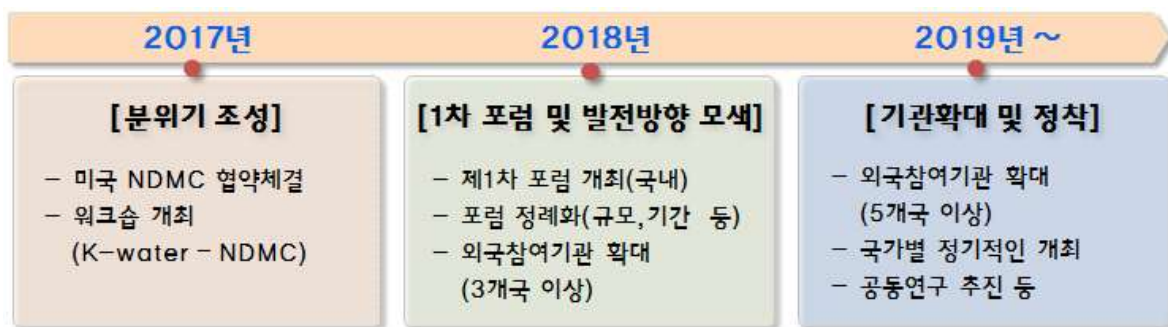 2017년
2018년
2019년 ~
[분위기 조성]
- 미국 NDMC 협약체결
- 워크숍 개최
(K-water - NDMC)
[1차 포럼 및 발전방향 모색]
- 제1차 포럼 개최(국내)
- 포럼 정례화(규모,기간 등)
- 외국참여기관 확대
(3개국 이상)
[기관확대 및 정착]
- 외국참여기관 확대
(5개국 이상)
- 국가별 정기적인 개최
- 공동연구 추진 등